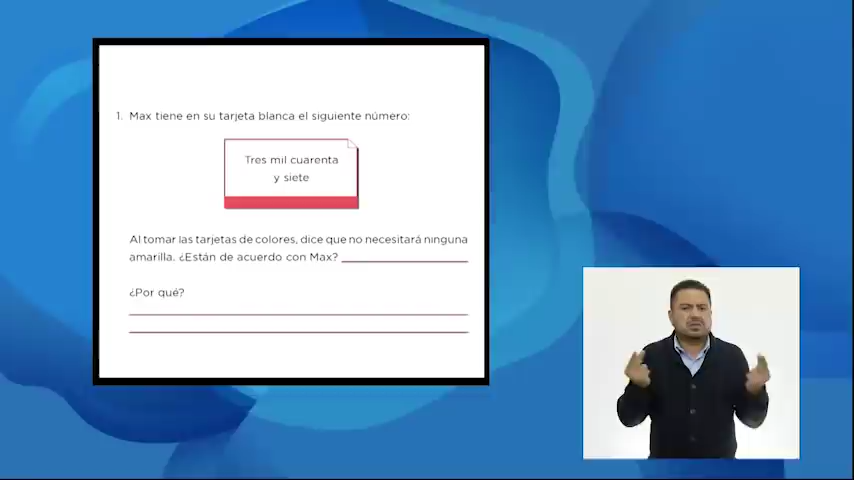 1. Max tiene en su tarjeta blanca el siguiente número:
Tres mil cuarenta
y siete
Al tomar las tarjetas de colores, dice que no necesitará ninguna
amarilla. ¿Están de acuerdo con Max?
¿Por qué?